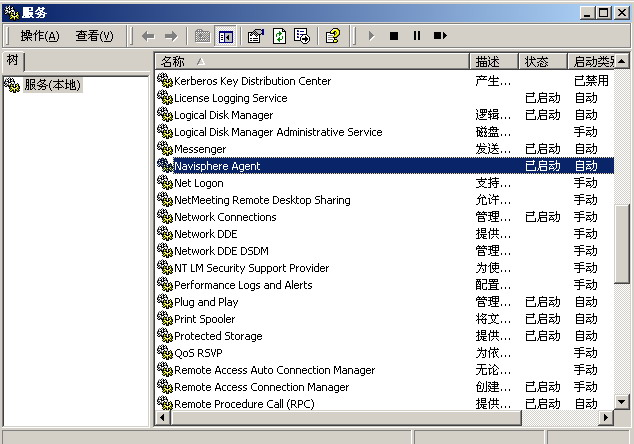 服务
操作(A) 查看(V)
树
服务(本地)
名称 描述 状态 启动类别
Kerberos Key Distribution Center 产生... 已禁用
License Logging Service 已启动 自动
Logical Disk Manager 逻辑... 已启动 自动
Logical Disk Manager Administrative Service 磁盘... 手动
Messenger 发送... 已启动 自动
Navisphere Agent 已启动 自动
Net Logon 支持... 手动
NetMeeting Remote Desktop Sharing 允许... 手动
Network Connections 管理... 已启动 手动
Network DDE 提供... 手动
Network DDE DSDM 管理... 手动
NT LM Security Support Provider 为使... 手动
Performance Logs and Alerts 配置... 手动
Plug and Play 管理... 已启动 自动
Print Spooler 将文... 已启动 自动
Protected Storage 提供... 已启动 自动
QoS RSVP 为依... 手动
Remote Access Auto Connection Manager 无论... 手动
Remote Access Connection Manager 创建... 已启动 手动
Remote Procedure Call (RPC) 提供... 已启动 自动